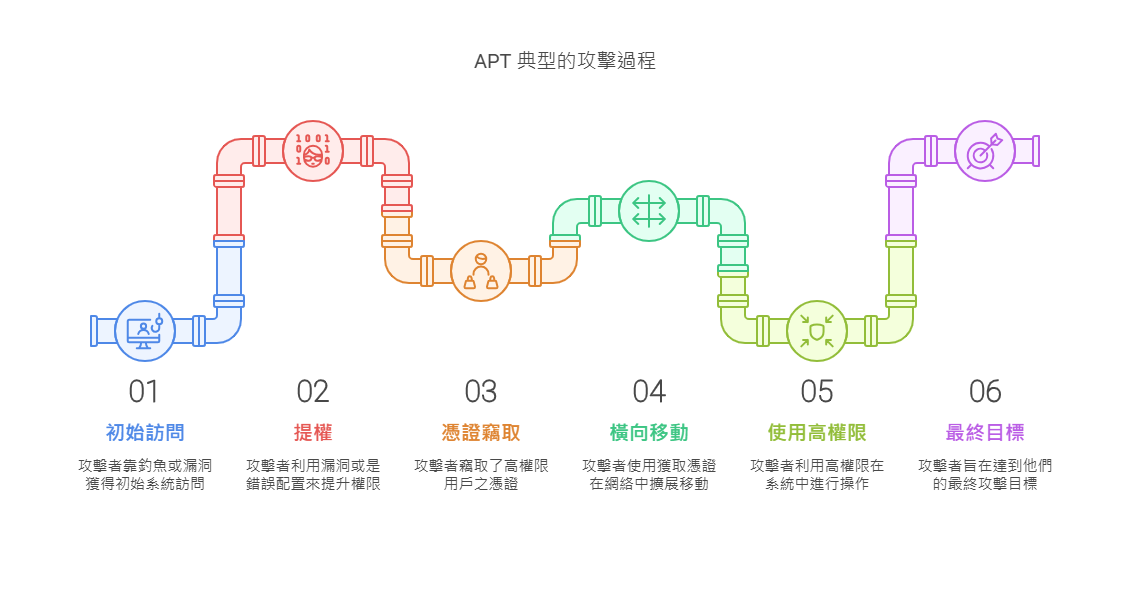 APT 典型的攻擊過程
1 0 0 1
0 1
1 0
01
初始訪問
攻擊者靠釣魚或漏洞
獲得初始系統訪問
02
提權
攻擊者利用漏洞或是
錯誤配置來提升權限
03
憑證竊取
攻擊者竊取了高權限
用戶之憑證
04
橫向移動
攻擊者使用獲取憑證
在網絡中擴展移動
05
使用高權限
攻擊者利用高權限在
系統中進行操作
06
最終目標
攻擊者旨在達到他們
的最終攻擊目標